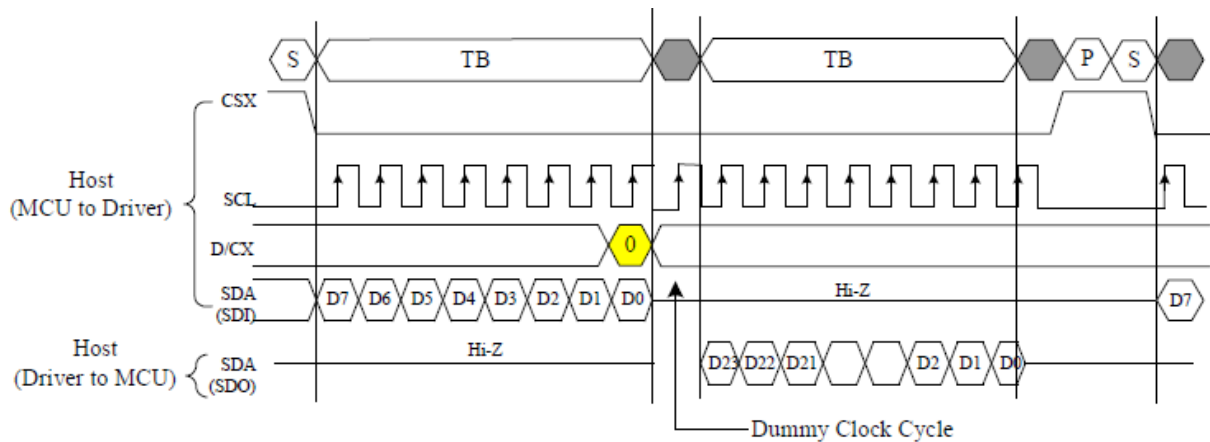 S TB TB P S
CSX
Host
(MCU to Driver)
SCL
D/CX 0
SDA
(SDI)
D7 D6 D5 D4 D3 D2 D1 D0 Hi-Z D7
Host
(Driver to MCU)
SDA
(SDO)
Hi-Z D23 D22 D21 D2 D1 D0
Dummy Clock Cycle